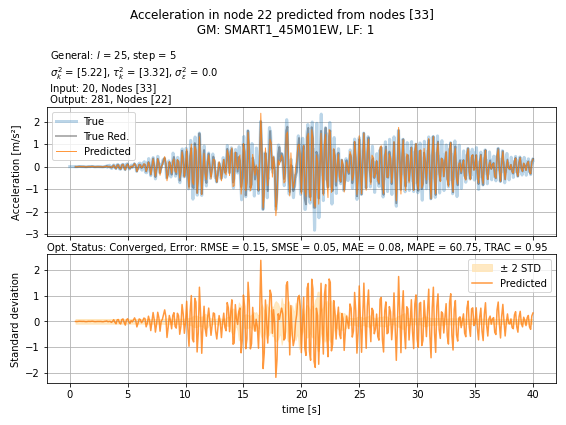 Acceleration in node 22 predicted from nodes [33]
GM: SMART1_45M01EW, LF: 1
General: l = 25, step = 5
σ²ₖ = [5.22], τ²ₖ = [3.32], σ²ε = 0.0
Input: 20, Nodes [33]
Output: 281, Nodes [22]
True
True Red.
Predicted
Acceleration [m/s²]
2
1
0
−1
−2
−3
Opt. Status: Converged, Error: RMSE = 0.15, SMSE = 0.05, MAE = 0.08, MAPE = 60.75, TRAC = 0.95
± 2 STD
Predicted
Standard deviation
2
1
0
−1
−2
0 5 10 15 20 25 30 35 40
time [s]